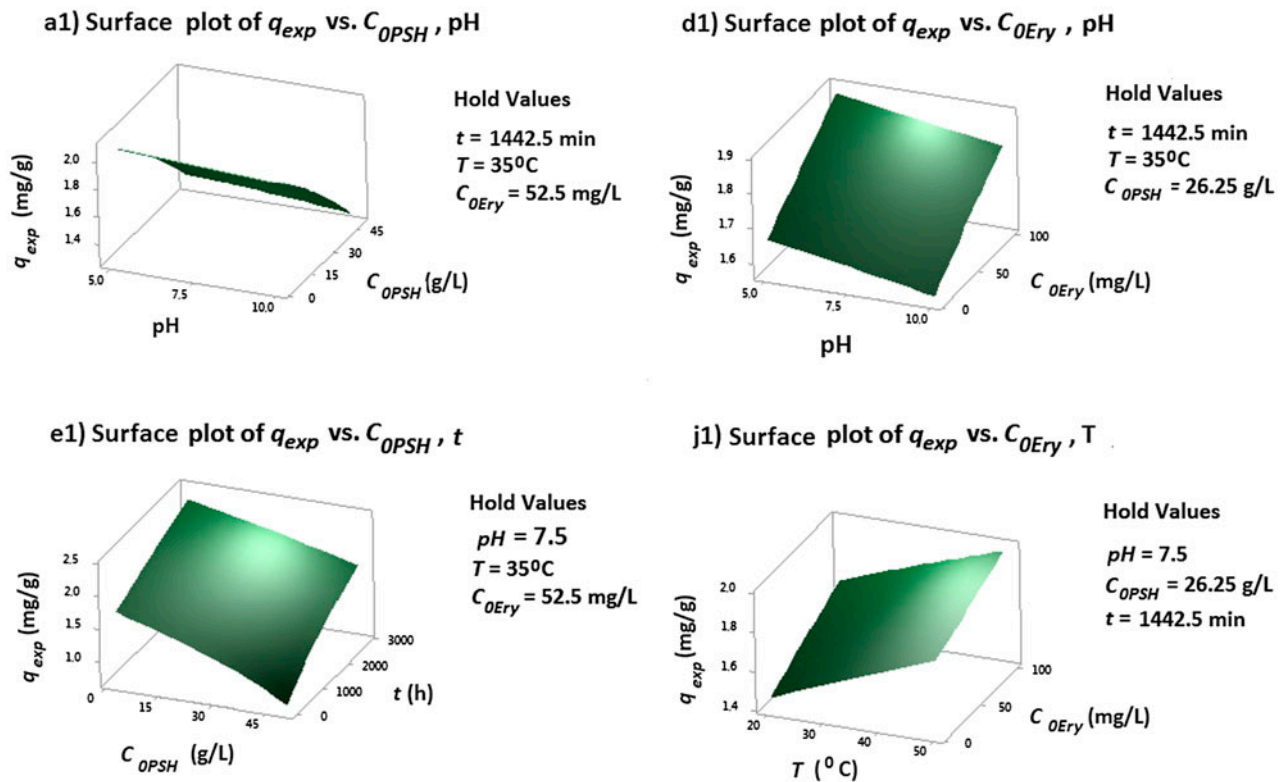 a1) Surface plot of qexp vs. C0PSH , pH
Hold Values
t = 1442.5 min
T = 35⁰C
C0Ery = 52.5 mg/L
qexp (mg/g)
2.0
1.8
1.6
1.4
5.0
7.5
10.0
pH
0
15
30
45
C0PSH (g/L)
d1) Surface plot of qexp vs. C0Ery , pH
Hold Values
t = 1442.5 min
T = 35⁰C
C0PSH = 26.25 g/L
qexp (mg/g)
1.9
1.8
1.7
1.6
5.0
7.5
10.0
pH
0
50
100
C0Ery (mg/L)
e1) Surface plot of qexp vs. C0PSH , t
Hold Values
pH = 7.5
T = 35⁰C
C0Ery = 52.5 mg/L
qexp (mg/g)
2.5
2.0
1.5
1.0
0
15
30
45
C0PSH (g/L)
0
1000
2000
3000
t (h)
j1) Surface plot of qexp vs. C0Ery , T
Hold Values
pH = 7.5
C0PSH = 26.25 g/L
t = 1442.5 min
qexp (mg/g)
2.0
1.8
1.6
1.4
20
30
40
50
T (⁰C)
0
50
100
C0Ery (mg/L)